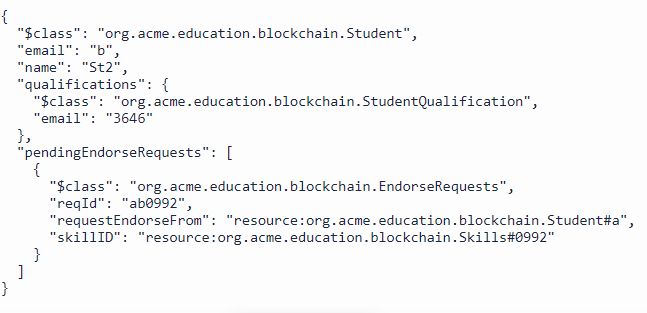 {
  "$class": "org.acme.education.blockchain.Student",
  "email": "b",
  "name": "St2",
  "qualifications": {
    "$class": "org.acme.education.blockchain.StudentQualification",
    "email": "3646"
  },
  "pendingEndorseRequests": [
    {
      "$class": "org.acme.education.blockchain.EndorseRequests",
      "reqId": "ab0992",
      "requestEndorseFrom": "resource:org.acme.education.blockchain.Student#a",
      "skillID": "resource:org.acme.education.blockchain.Skills#0992"
    }
  ]
}